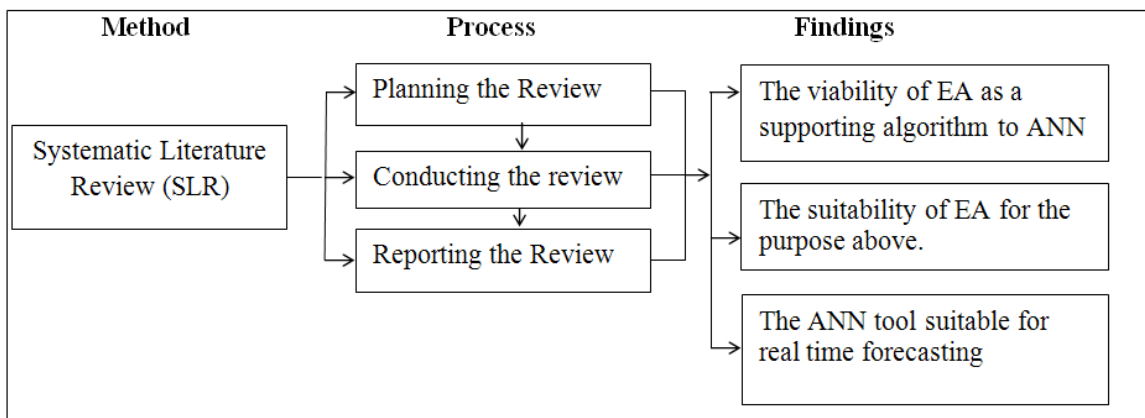 Method
Process
Findings
Systematic Literature
Review (SLR)
Planning the Review
Conducting the review
Reporting the Review
The viability of EA as a
supporting algorithm to ANN
The suitability of EA for the
purpose above.
The ANN tool suitable for
real time forecasting